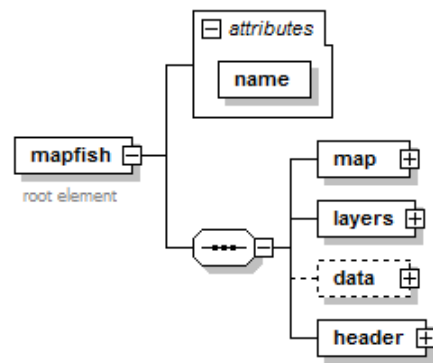 attributes
name
mapfish
root element
map
layers
data
header